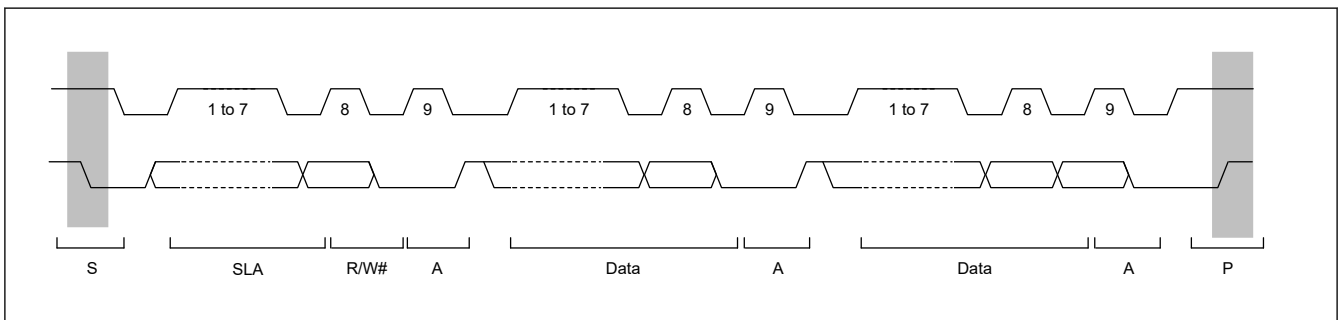 1 to 7 8 9 1 to 7 8 9 1 to 7 8 9
S SLA R/W# A Data A Data A P